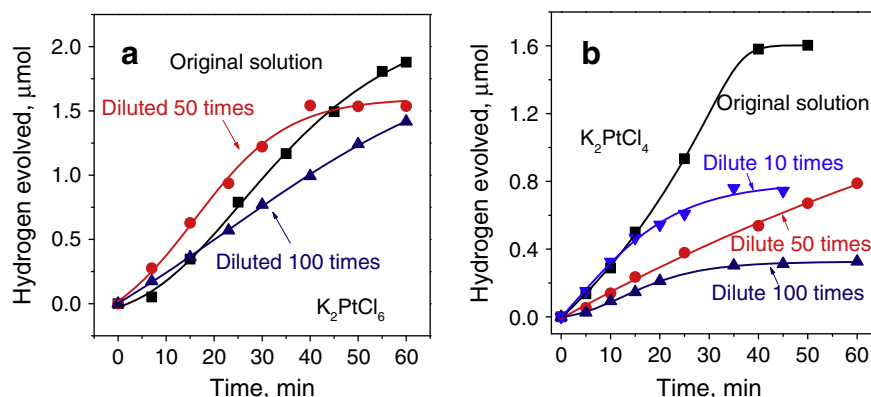 a
Original solution
Diluted 50 times
Diluted 100 times
K₂PtCl₆
Hydrogen evolved, μmol
2.0
1.5
1.0
0.5
0.0
0 10 20 30 40 50 60
Time, min
b
Original solution
K₂PtCl₄
Dilute 10 times
Dilute 50 times
Dilute 100 times
Hydrogen evolved, μmol
1.6
1.2
0.8
0.4
0.0
0 10 20 30 40 50 60
Time, min